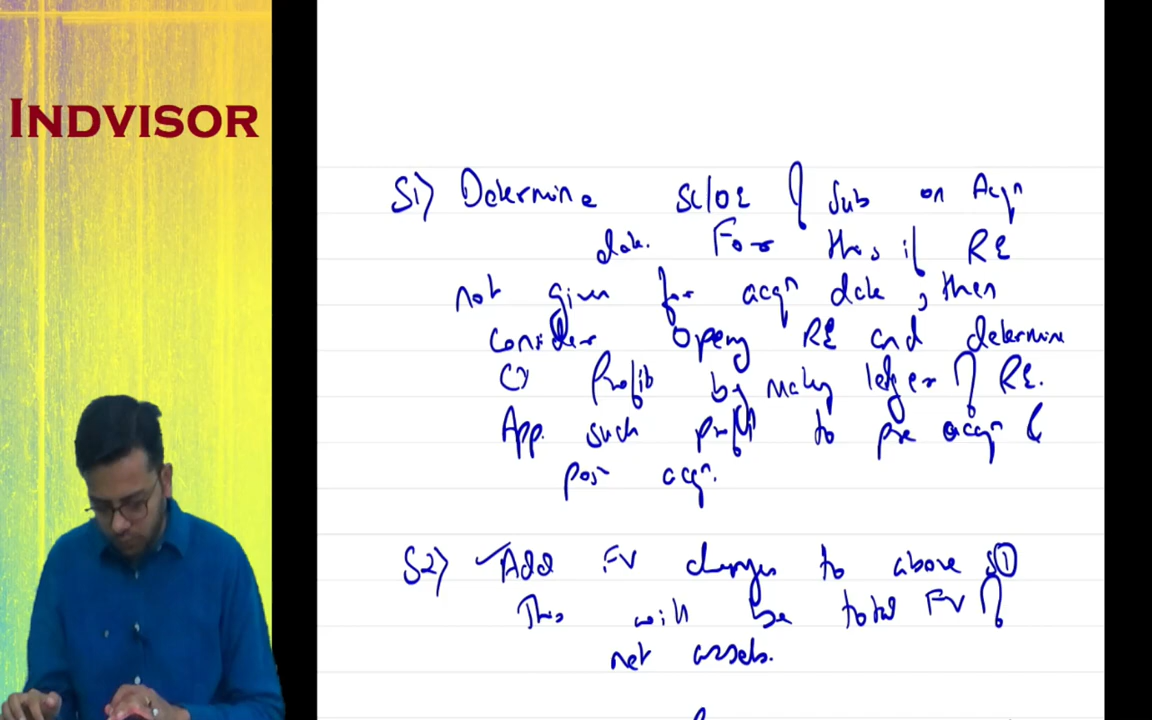 INDVISOR
S1) Determine SC/OE of Sub on Acqn
date. For this if RE
not given for acqn date, then
Consider Openg RE and determine
CY Profit by making ledger of RE.
App. such profit to pre acqn &
post acqn.
S2) Add FV changes to above S①
This will be total FV of
net assets.